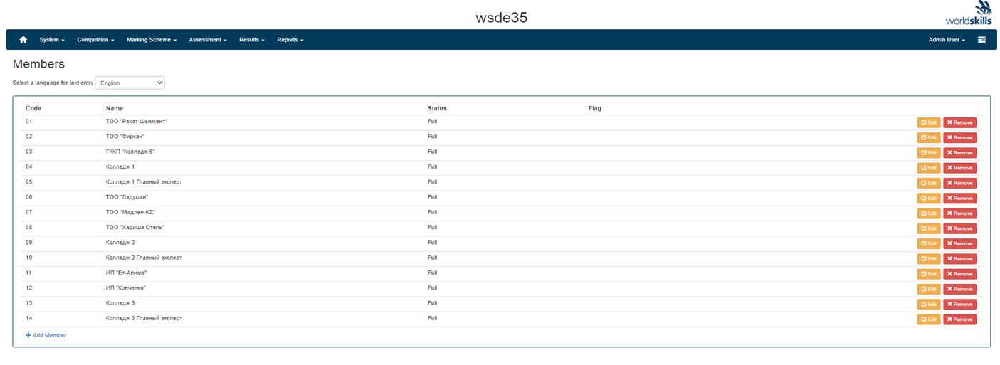 wsde35
worldskills
System Competition Marking Scheme Assessment Results Reports Admin User
Members
Select a language for text entry English
Code Name Status Flag
01 ТОО "Рахат-Шымкент" Full Edit Remove
02 ТОО "Фиркан" Full Edit Remove
03 ГККП "Колледж 6" Full Edit Remove
04 Колледж 1 Full Edit Remove
05 Колледж 1 Главный эксперт Full Edit Remove
06 ТОО "Ладушки" Full Edit Remove
07 ТОО "Мадлен-KZ" Full Edit Remove
08 ТОО "Хадиша Отель" Full Edit Remove
09 Колледж 2 Full Edit Remove
10 Колледж 2 Главный эксперт Full Edit Remove
11 ИП "Ет-Алима" Full Edit Remove
12 ИП "Конченко" Full Edit Remove
13 Колледж 3 Full Edit Remove
14 Колледж 3 Главный эксперт Full Edit Remove
Add Member